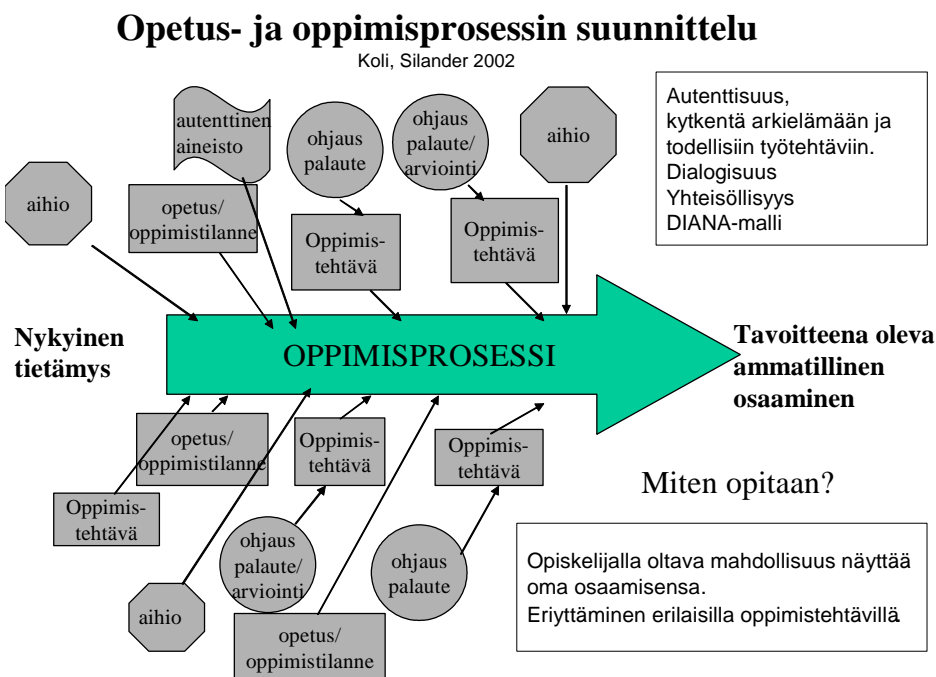 Opetus- ja oppimisprosessin suunnittelu
Koli, Silander 2002
aihio
autenttinen
aineisto
opetus/
oppimistilanne
ohjaus
palaute
Oppimis-
tehtävä
ohjaus
palaute/
arviointi
Oppimis-
tehtävä
aihio
Autenttisuus,
kytkentä arkielämään ja
todellisiin työtehtäviin.
Dialogisuus
Yhteisöllisyys
DIANA-malli
Nykyinen
tietämys
OPPIMISPROSESSI
Tavoitteena oleva
ammatillinen
osaaminen
Oppimis-
tehtävä
opetus/
oppimistilanne
aihio
Oppimis-
tehtävä
ohjaus
palaute/
arviointi
opetus/
oppimistilanne
Oppimis-
tehtävä
ohjaus
palaute
Miten opitaan?
Opiskelijalla oltava mahdollisuus näyttää
oma osaamisensa.
Eriyttäminen erilaisilla oppimistehtävillä.